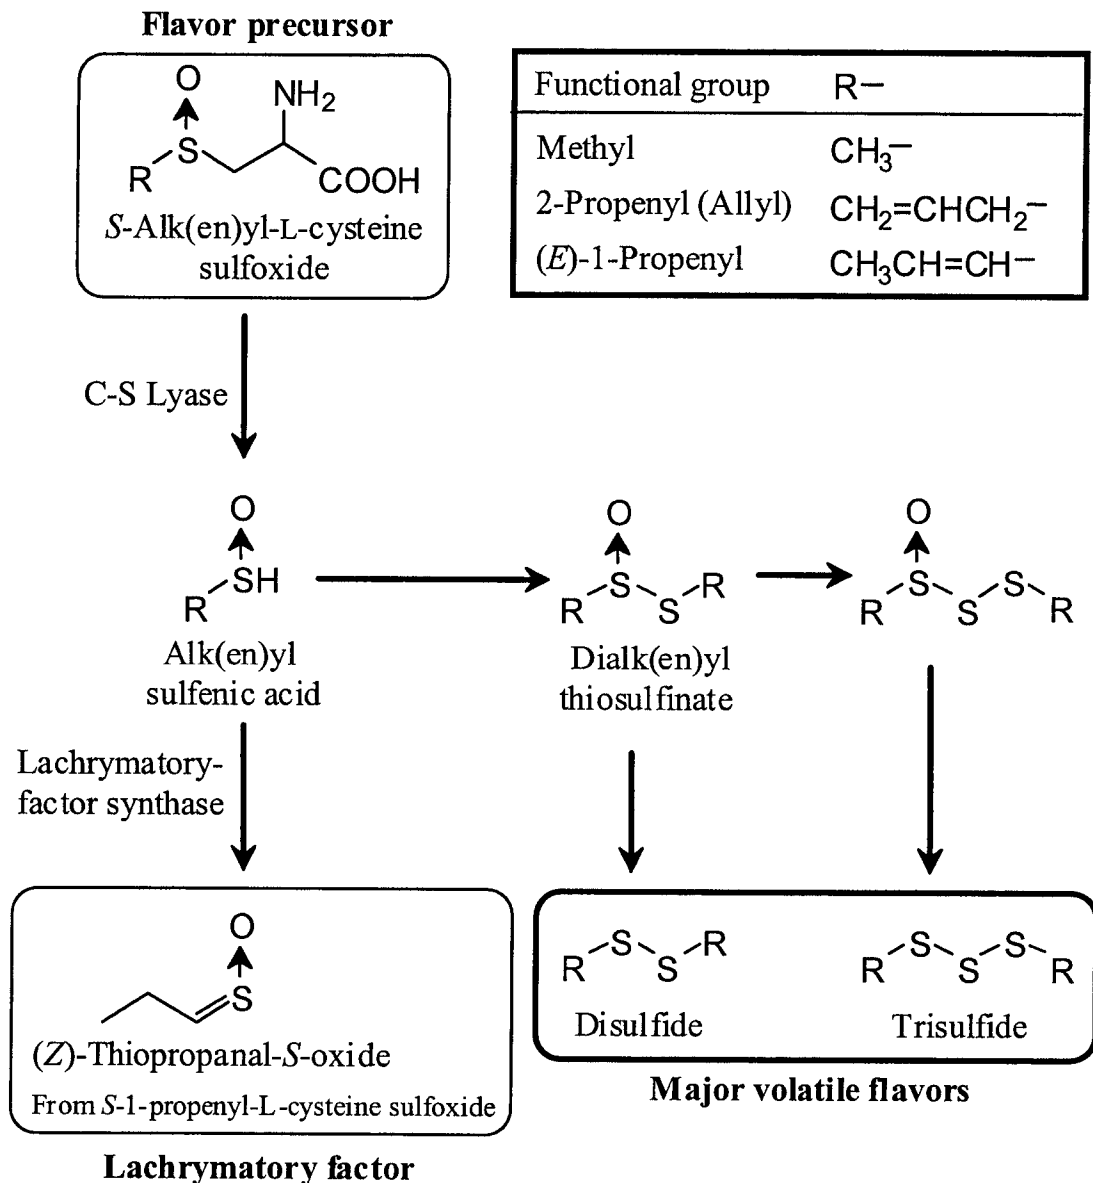 Flavor precursor
O
NH2
S
R
COOH
S-Alk(en)yl-L-cysteine
sulfoxide
Functional group R–
Methyl CH3–
2-Propenyl (Allyl) CH2=CHCH2–
(E)-1-Propenyl CH3CH=CH–
C-S Lyase
O
SH
R
Alk(en)yl
sulfenic acid
O
S R
R S
Dialk(en)yl
thiosulfinate
O
S S
R S R
Lachrymatory-
factor synthase
O
S
(Z)-Thiopropanal-S-oxide
From S-1-propenyl-L-cysteine sulfoxide
Lachrymatory factor
S R
R S
Disulfide
S S
R S R
Trisulfide
Major volatile flavors